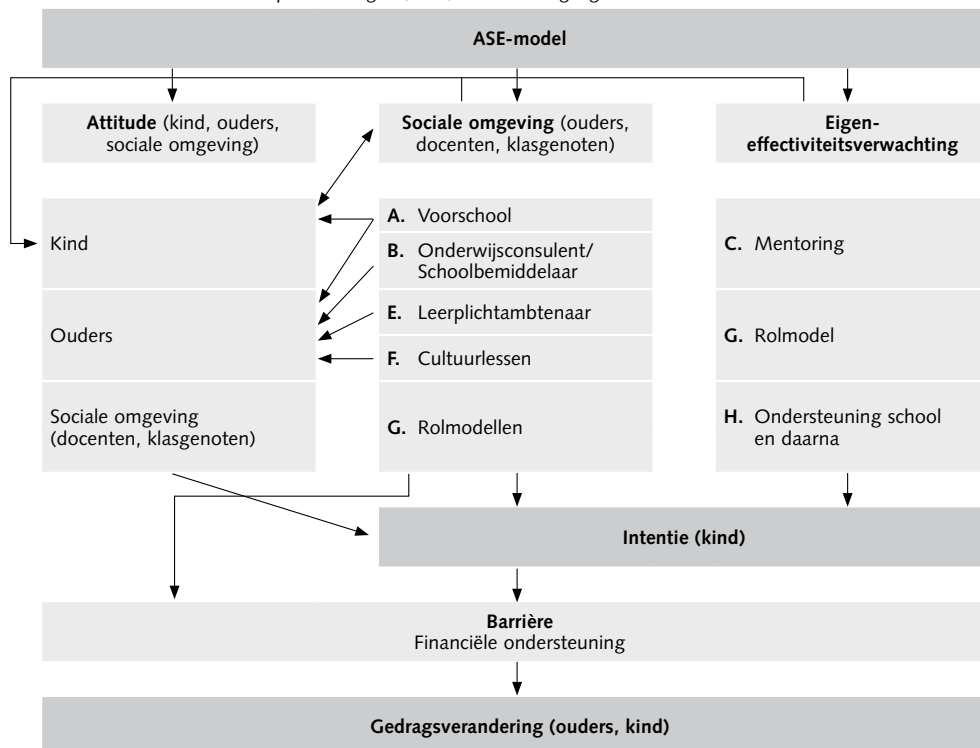 ASE-model
Attitude (kind, ouders,
sociale omgeving)
Sociale omgeving (ouders,
docenten, klasgenoten)
Eigen-
effectiviteitsverwachting
Kind
Ouders
Sociale omgeving
(docenten, klasgenoten)
A. Voorschool
B. Onderwijsconsulent/
Schoolbemiddelaar
E. Leerplichtambtenaar
F. Cultuurlessen
G. Rolmodellen
C. Mentoring
G. Rolmodel
H. Ondersteuning school
en daarna
Intentie (kind)
Barrière
Financiële ondersteuning
Gedragsverandering (ouders, kind)